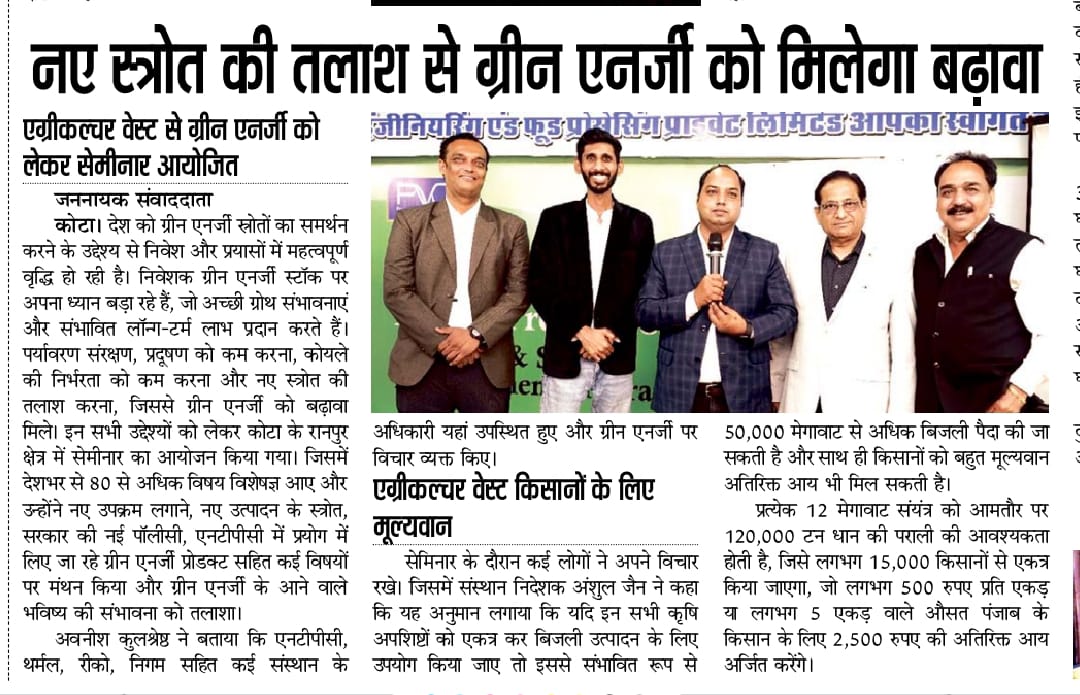 नए स्त्रोत की तलाश से ग्रीन एनर्जी को मिलेगा बढ़ावा
एग्रीकल्चर वेस्ट से ग्रीन एनर्जी को
लेकर सेमीनार आयोजित
जननायक संवाददाता
कोटा। देश को ग्रीन एनर्जी स्त्रोतों का समर्थन
करने के उद्देश्य से निवेश और प्रयासों में महत्वपूर्ण
वृद्धि हो रही है। निवेशक ग्रीन एनर्जी स्टॉक पर
अपना ध्यान बड़ा रहे हैं, जो अच्छी ग्रोथ संभावनाएं
और संभावित लॉन्ग-टर्म लाभ प्रदान करते हैं।
पर्यावरण संरक्षण, प्रदूषण को कम करना, कोयले
की निर्भरता को कम करना और नए स्त्रोत की
तलाश करना, जिससे ग्रीन एनर्जी को बढ़ावा
मिले। इन सभी उद्देश्यों को लेकर कोटा के रानपुर
क्षेत्र में सेमीनार का आयोजन किया गया। जिसमें
देशभर से 80 से अधिक विषय विशेषज्ञ आए और
उन्होंने नए उपक्रम लगाने, नए उत्पादन के स्त्रोत,
सरकार की नई पॉलीसी, एनटीपीसी में प्रयोग में
लिए जा रहे ग्रीन एनर्जी प्रोडक्ट सहित कई विषयों
पर मंथन किया और ग्रीन एनर्जी के आने वाले
भविष्य की संभावना को तलाशा।
अवनीश कुलश्रेष्ठ ने बताया कि एनटीपीसी,
थर्मल, रीको, निगम सहित कई संस्थान के
जीनियरिंग एंड फूड प्रोसेसिंग प्राइवेट लिमिटेड आपका स्वागत
अधिकारी यहां उपस्थित हुए और ग्रीन एनर्जी पर
विचार व्यक्त किए।
एग्रीकल्चर वेस्ट किसानों के लिए
मूल्यवान
सेमिनार के दौरान कई लोगों ने अपने विचार
रखे। जिसमें संस्थान निदेशक अंशुल जैन ने कहा
कि यह अनुमान लगाया कि यदि इन सभी कृषि
अपशिष्टों को एकत्र कर बिजली उत्पादन के लिए
उपयोग किया जाए तो इससे संभावित रूप से
50,000 मेगावाट से अधिक बिजली पैदा की जा
सकती है और साथ ही किसानों को बहुत मूल्यवान
अतिरिक्त आय भी मिल सकती है।
प्रत्येक 12 मेगावाट संयंत्र को आमतौर पर
120,000 टन धान की पराली की आवश्यकता
होती है, जिसे लगभग 15,000 किसानों से एकत्र
किया जाएगा, जो लगभग 500 रुपए प्रति एकड़
या लगभग 5 एकड़ वाले औसत पंजाब के
किसान के लिए 2,500 रुपए की अतिरिक्त आय
अर्जित करेंगे।